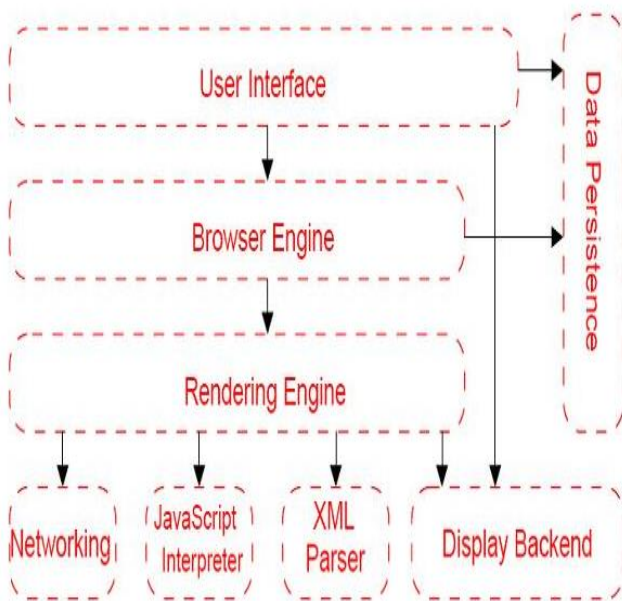 User Interface
Data Persistence
Browser Engine
Rendering Engine
Networking
JavaScript
Interpreter
XML
Parser
Display Backend